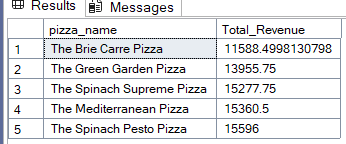 Results Messages
pizza_name Total_Revenue
1 The Brie Carre Pizza 11588.4998130798
2 The Green Garden Pizza 13955.75
3 The Spinach Supreme Pizza 15277.75
4 The Mediterranean Pizza 15360.5
5 The Spinach Pesto Pizza 15596